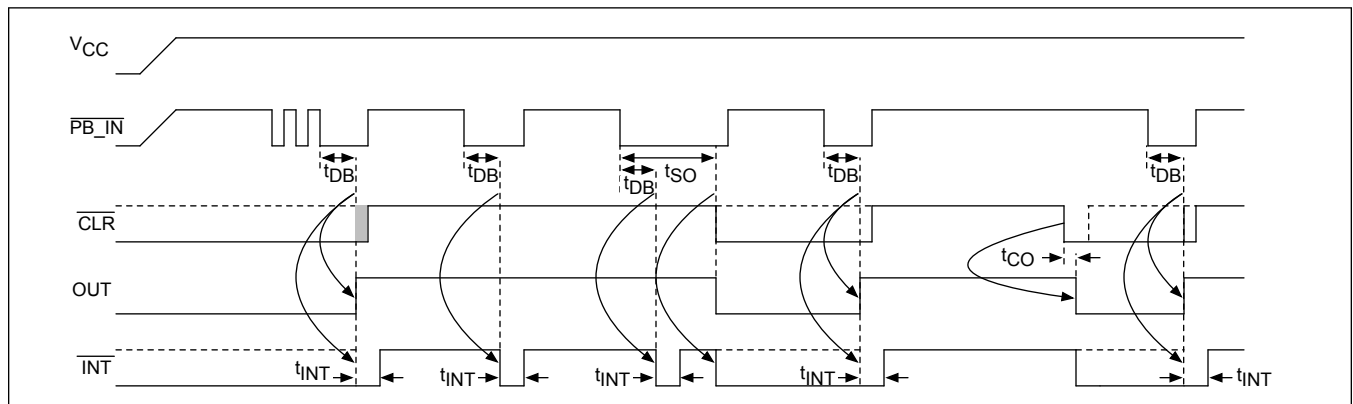 VCC
PB_IN
tDB tDB tDB tSO tDB tDB
CLR
tCO
OUT
INT
tINT tINT tINT tINT tINT